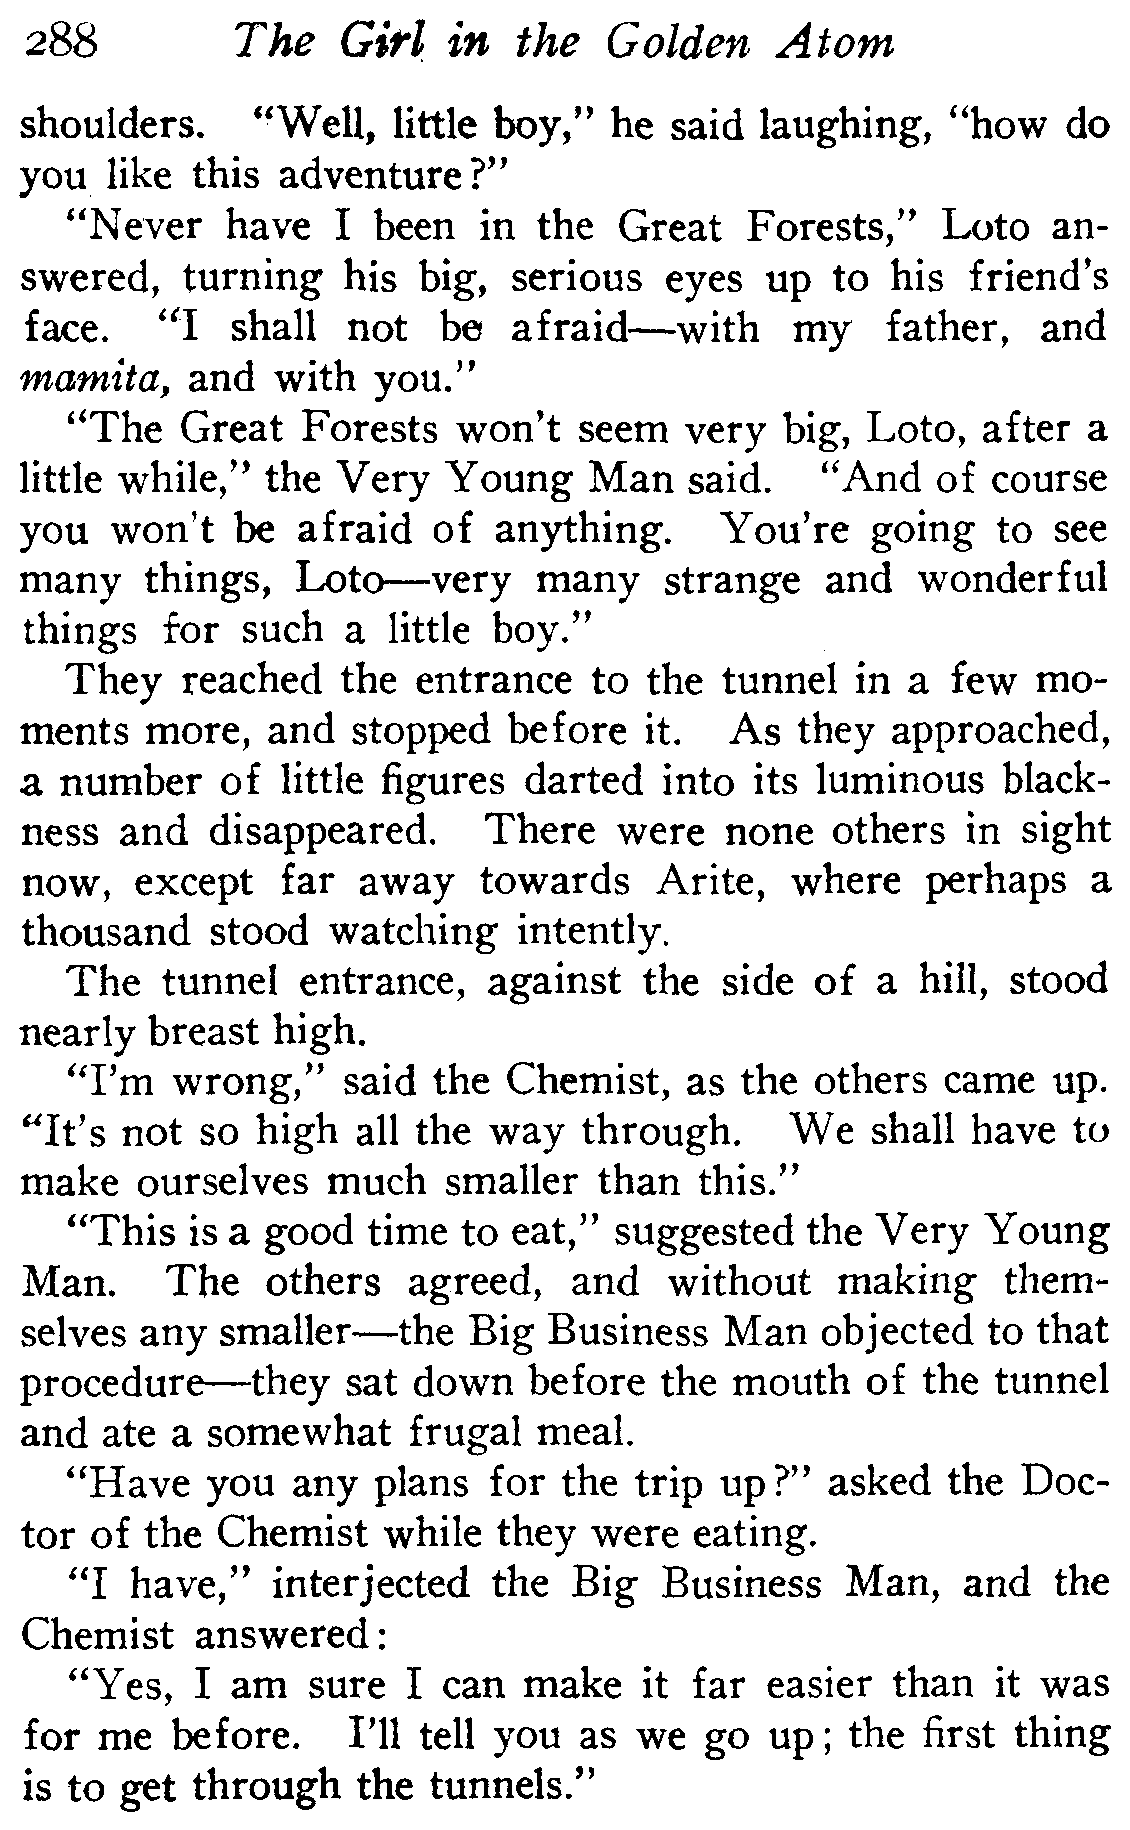 288 The Girl in the Golden Atom
shoulders. “Well, little boy,” he said laughing, “how do
you like this adventure?”
“Never have I been in the Great Forests,” Loto an-
swered, turning his big, serious eyes up to his friend's
face. “I shall not be afraid—with my father, and
mamita, and with you.”
“The Great Forests won't seem very big, Loto, after a
little while,” the Very Young Man said. “And of course
you won't be afraid of anything. You're going to see
many things, Loto—very many strange and wonderful
things for such a little boy.”
They reached the entrance to the tunnel in a few mo-
ments more, and stopped before it. As they approached,
a number of little figures darted into its luminous black-
ness and disappeared. There were none others in sight
now, except far away towards Arite, where perhaps a
thousand stood watching intently.
The tunnel entrance, against the side of a hill, stood
nearly breast high.
“I'm wrong,” said the Chemist, as the others came up.
“It's not so high all the way through. We shall have to
make ourselves much smaller than this.”
“This is a good time to eat,” suggested the Very Young
Man. The others agreed, and without making them-
selves any smaller—the Big Business Man objected to that
procedure—they sat down before the mouth of the tunnel
and ate a somewhat frugal meal.
“Have you any plans for the trip up?” asked the Doc-
tor of the Chemist while they were eating.
“I have,” interjected the Big Business Man, and the
Chemist answered:
“Yes, I am sure I can make it far easier than it was
for me before. I'll tell you as we go up; the first thing
is to get through the tunnels.”